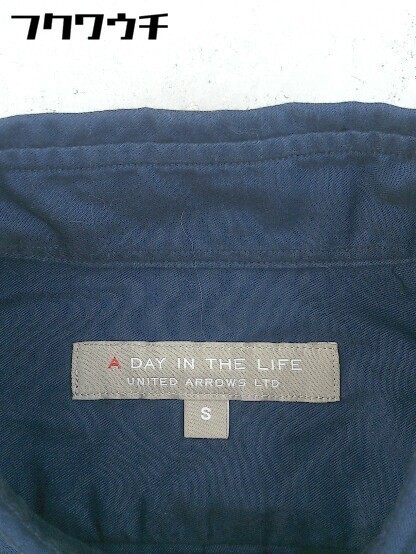 フクワウチ
A DAY IN THE LIFE
UNITED ARROWS LTD
S